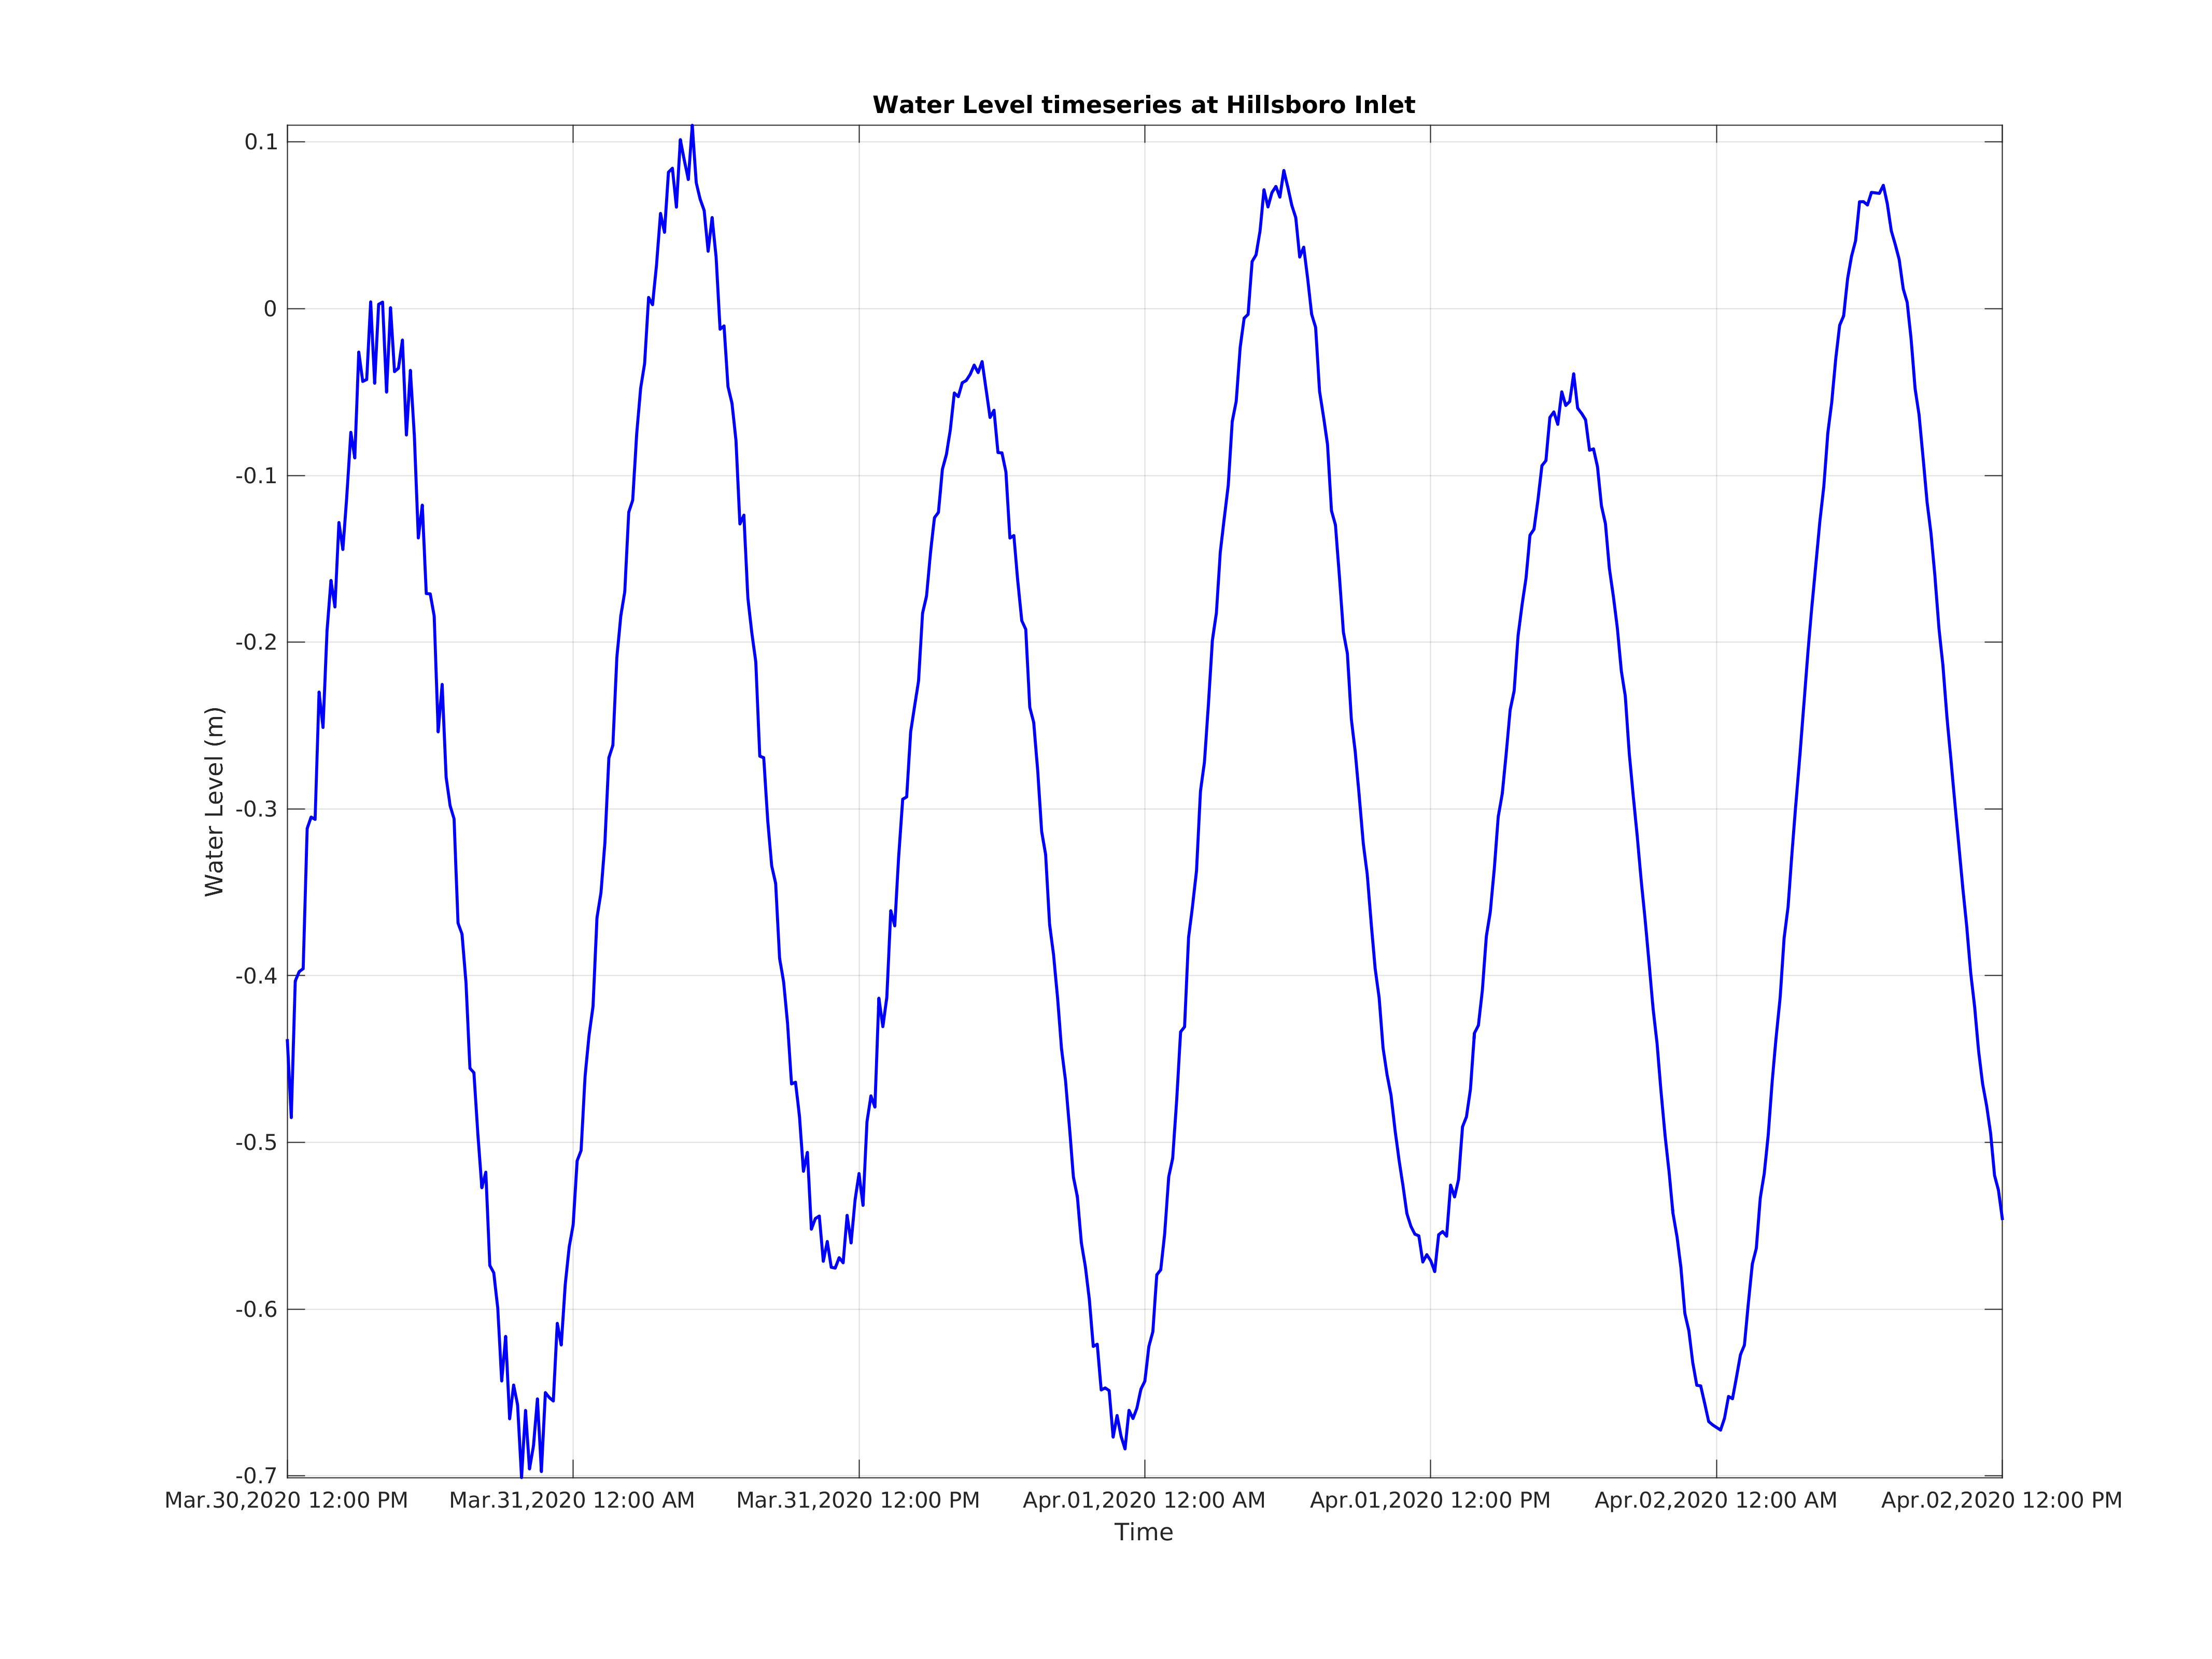 Water Level timeseries at Hillsboro Inlet
0.1
0
-0.1
-0.2
-0.3
-0.4
-0.5
-0.6
-0.7
Water Level (m)
Mar.30,2020 12:00 PM
Mar.31,2020 12:00 AM
Mar.31,2020 12:00 PM
Apr.01,2020 12:00 AM
Apr.01,2020 12:00 PM
Apr.02,2020 12:00 AM
Apr.02,2020 12:00 PM
Time